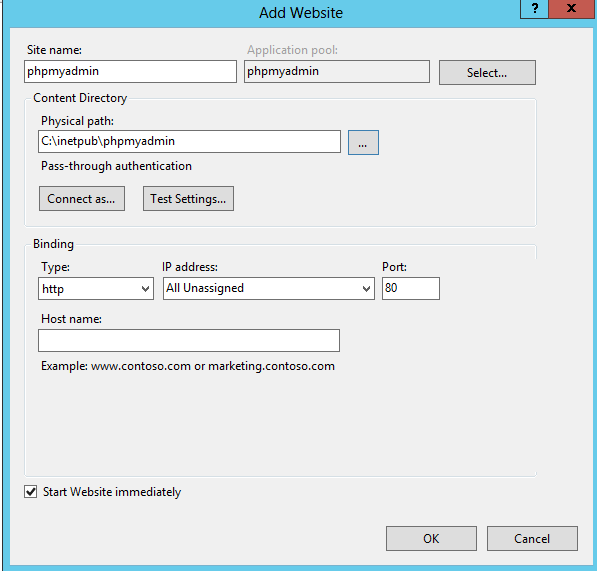 Add Website
?
X
Site name:
Application pool:
phpmyadmin
phpmyadmin
Select...
Content Directory
Physical path:
C:\inetpub\phpmyadmin
...
Pass-through authentication
Connect as...
Test Settings...
Binding
Type:
IP address:
Port:
http
All Unassigned
80
Host name:
Example: www.contoso.com or marketing.contoso.com
Start Website immediately
OK
Cancel